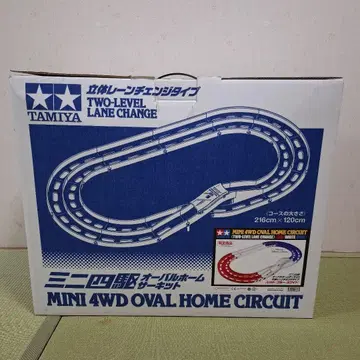 TAMIYA
立体レーンチェンジタイプ
TWO-LEVEL
LANE CHANGE
(コースの大きさ)
216cm×120cm
MINI 4WD OVAL HOME CIRCUIT
ミニ四駆 オーバルホーム
サーキット
MINI 4WD OVAL HOME CIRCUIT